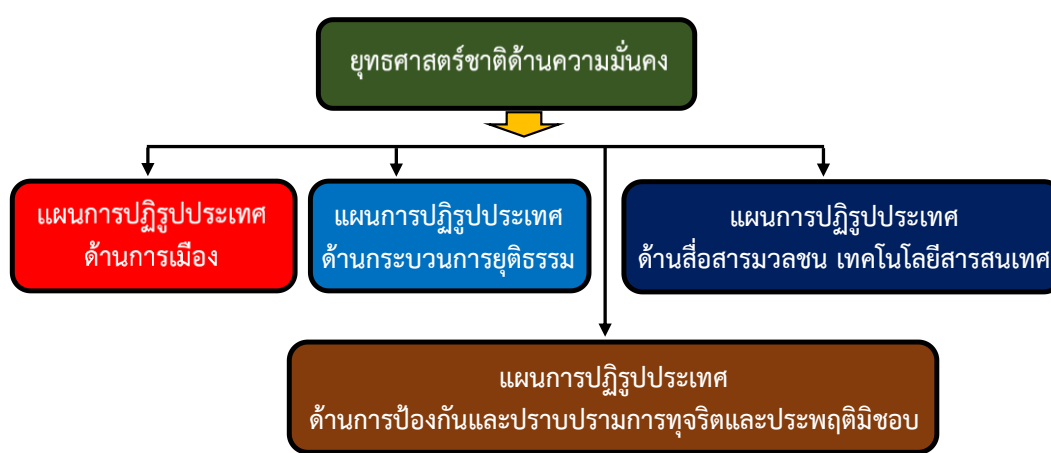 ยุทธศาสตร์ชาติด้านความมั่นคง
แผนการปฏิรูปประเทศ
ด้านการเมือง
แผนการปฏิรูปประเทศ
ด้านกระบวนการยุติธรรม
แผนการปฏิรูปประเทศ
ด้านสื่อสารมวลชน เทคโนโลยีสารสนเทศ
แผนการปฏิรูปประเทศ
ด้านการป้องกันและปราบปรามการทุจริตและประพฤติมิชอบ